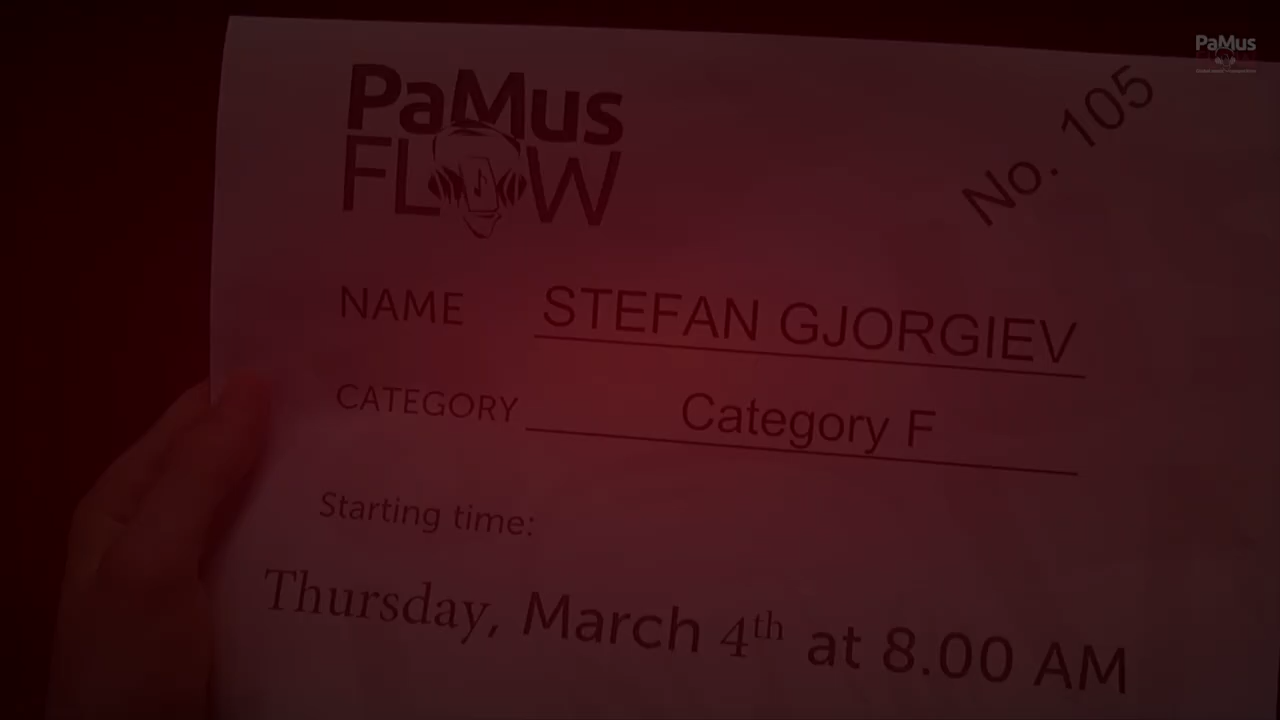 PaMus
PaMus
FLOW
No. 105
NAME STEFAN GJORGIEV
CATEGORY Category F
Starting time:
Thursday, March 4th at 8.00 AM